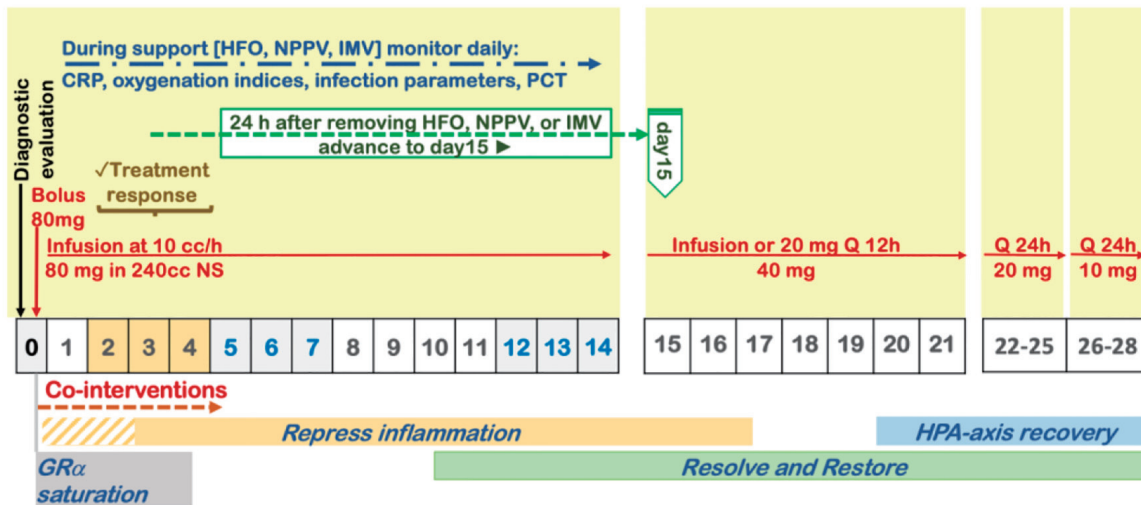 During support [HFO, NPPV, IMV] monitor daily:
CRP, oxygenation indices, infection parameters, PCT
Diagnostic
evaluation
24 h after removing HFO, NPPV, or IMV
advance to day15 ►
day15
√Treatment
response
Bolus
80mg
Infusion at 10 cc/h
80 mg in 240cc NS
Infusion or 20 mg Q 12h
40 mg
Q 24h
20 mg
Q 24h
10 mg
0 1 2 3 4 5 6 7 8 9 10 11 12 13 14 15 16 17 18 19 20 21 22-25 26-28
Co-interventions
Repress inflammation
HPA-axis recovery
GRα
saturation
Resolve and Restore